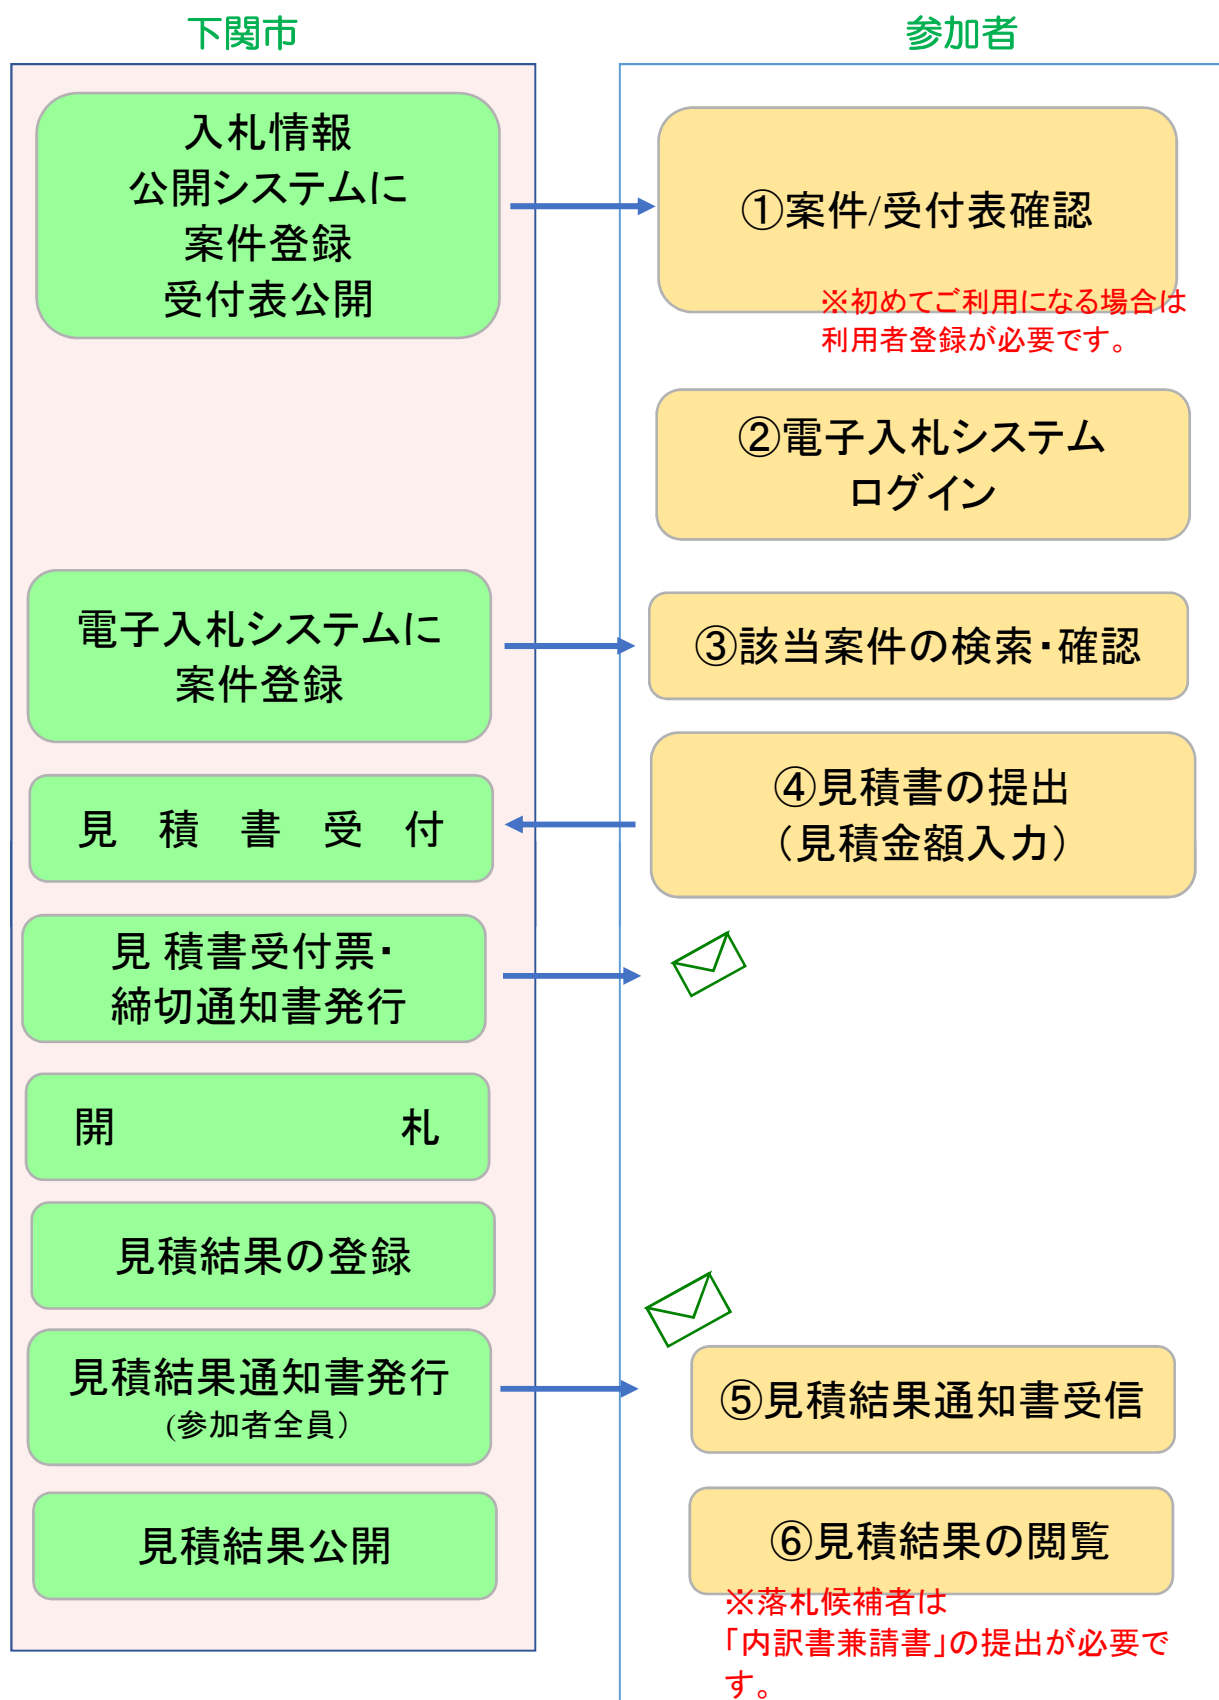 下関市
参加者
入札情報
公開システムに
案件登録
受付表公開
①案件/受付表確認
※初めてご利用になる場合は
利用者登録が必要です。
②電子入札システム
ログイン
電子入札システムに
案件登録
③該当案件の検索・確認
④見積書の提出
（見積金額入力）
見　積　書　受　付
見 積書受付票・
締切通知書発行
開　　　　　　　札
見積結果の登録
見積結果通知書発行
(参加者全員）
⑤見積結果通知書受信
見積結果公開
⑥見積結果の閲覧
※落札候補者は
「内訳書兼請書」の提出が必要で
す。